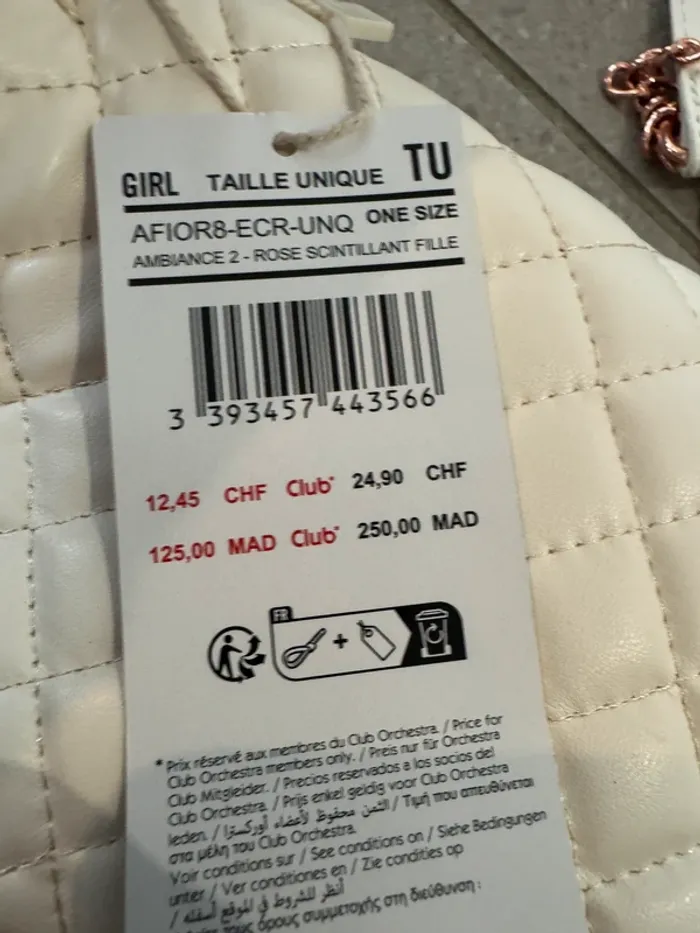 GIRL TAILLE UNIQUE TU
AFIOR8-ECR-UNQ ONE SIZE
AMBIANCE 2 - ROSE SCINTILLANT FILLE
3 393457 443566
12,45 CHF Club* 24,90 CHF
125,00 MAD Club* 250,00 MAD
FR
+
* Prix réservé aux membres du Club Orchestra. / Price for
Club Orchestra members only. / Preis nur für Orchestra
Club Mitglieder. / Precios reservados a los socios del
Club Orchestra. / Prijs enkel geldig voor Club Orchestra
leden. / الثمن محفوظ لأعضاء أوركسترا / Τιμή που απευθύνεται
στα μέλη του Club Orchestra.
Voir conditions sur / See conditions on / Siehe Bedingungen
unter / Ver conditiones en / Zie condities op
/ أنظر للشروط في الموقع أسفله
τους όρους συμμετοχής στη διεύθυνση :